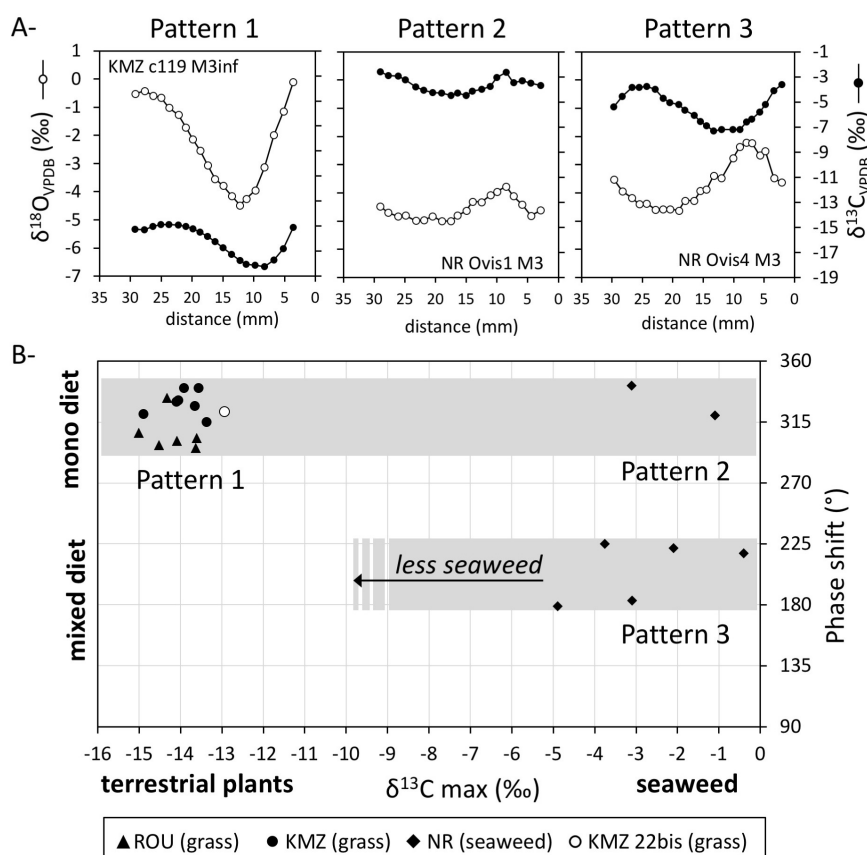 A-
Pattern 1 Pattern 2 Pattern 3
δ18OVPDB (‰)
1
0
-1
-2
-3
-4
-5
-6
-7
KMZ c119 M3inf
NR Ovis1 M3
NR Ovis4 M3
-1
-3
-5
-7
-9
-11
-13
-15
-17
-19
δ13CVPDB (‰)
35 30 25 20 15 10 5 0
35 30 25 20 15 10 5 0
35 30 25 20 15 10 5 0
distance (mm) distance (mm) distance (mm)
B-
mono diet
mixed diet
Pattern 1
Pattern 2
less seaweed
Pattern 3
360
315
270
225
180
135
90
Phase shift (°)
-16 -15 -14 -13 -12 -11 -10 -9 -8 -7 -6 -5 -4 -3 -2 -1 0
terrestrial plants δ13C max (‰) seaweed
ROU (grass) KMZ (grass) NR (seaweed) KMZ 22bis (grass)